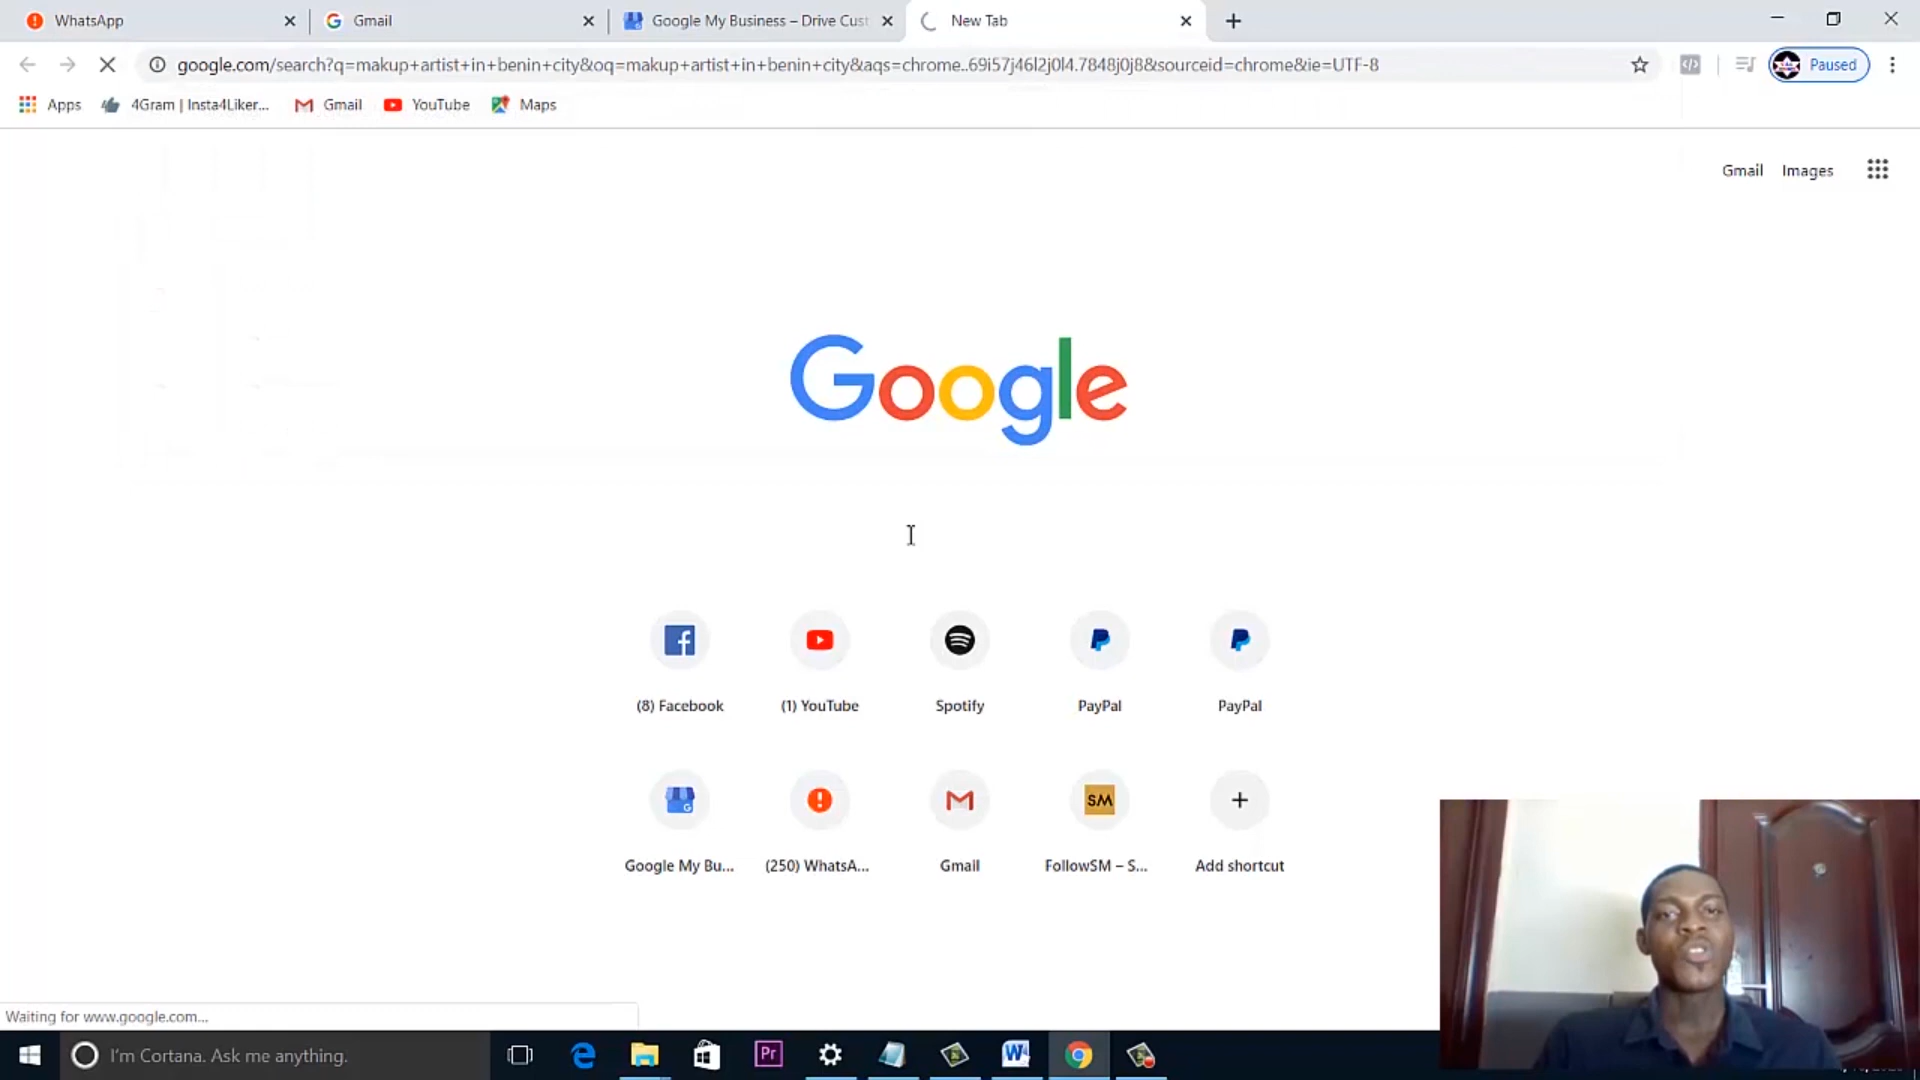 WhatsApp
Gmail
Google My Business – Drive Cust
New Tab
google.com/search?q=makup+artist+in+benin+city&oq=makup+artist+in+benin+city&aqs=chrome..69i57j46l2j0l4.7848j0j8&sourceid=chrome&ie=UTF-8
Paused
Apps
4Gram | Insta4Liker...
Gmail
YouTube
Maps
Gmail
Images
Google
(8) Facebook
(1) YouTube
Spotify
PayPal
PayPal
SM
Google My Bu...
(250) WhatsA...
Gmail
FollowSM – S...
Add shortcut
Waiting for www.google.com...
I'm Cortana. Ask me anything.
Pr